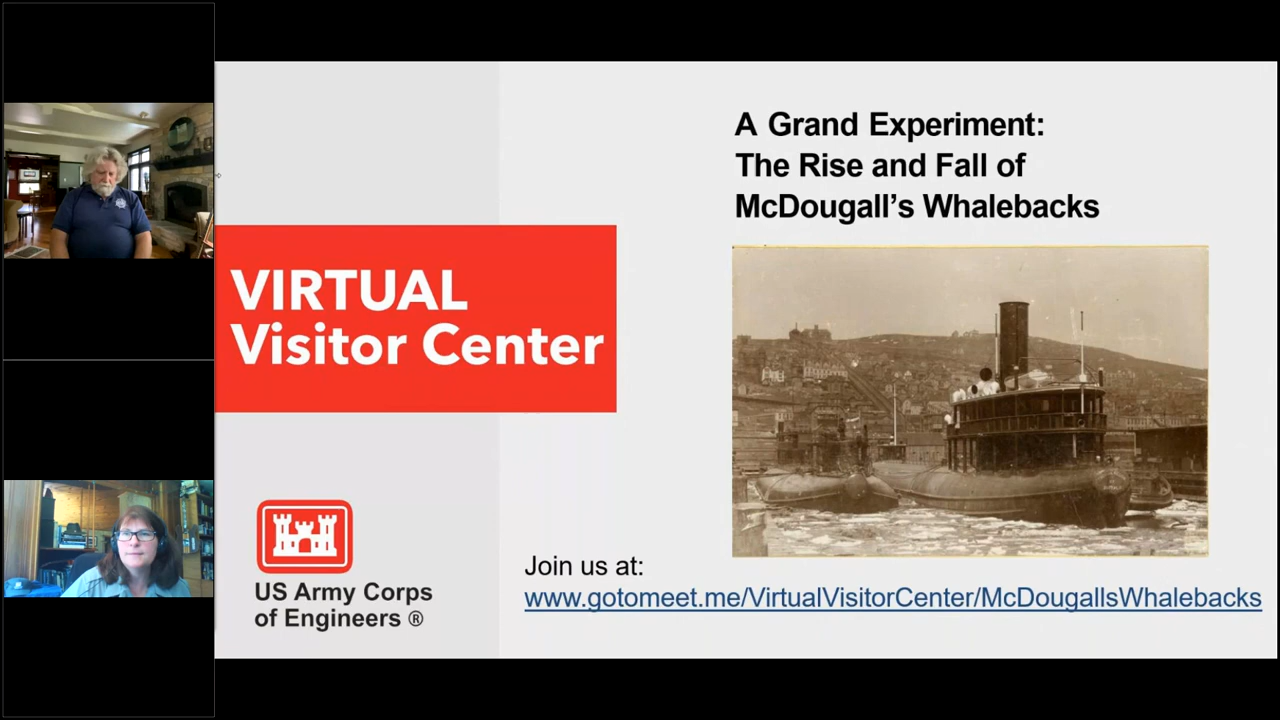 A Grand Experiment:
The Rise and Fall of
McDougall's Whalebacks
VIRTUAL
Visitor Center
US Army Corps
of Engineers ®
Join us at:
www.gotomeet.me/VirtualVisitorCenter/McDougallsWhalebacks